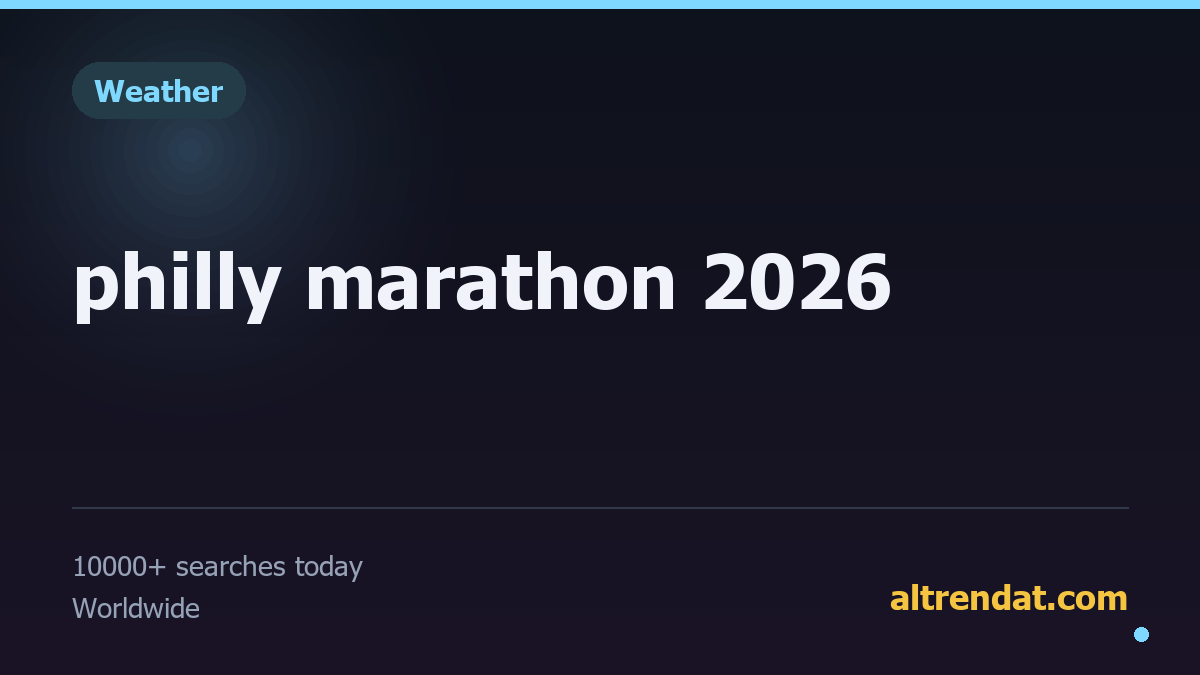 Weather
philly marathon 2026
10000+ searches today
Worldwide
altrendat.com